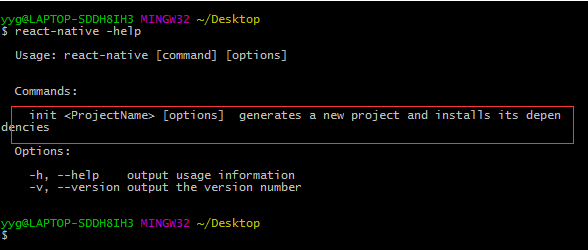 yyg@LAPTOP-SDDH8IH3 MINGW32 ~/Desktop
$ react-native -help
Usage: react-native [command] [options]
Commands:
init <ProjectName> [options]  generates a new project and installs its depen
dencies
Options:
-h, --help    output usage information
-v, --version output the version number
yyg@LAPTOP-SDDH8IH3 MINGW32 ~/Desktop
$